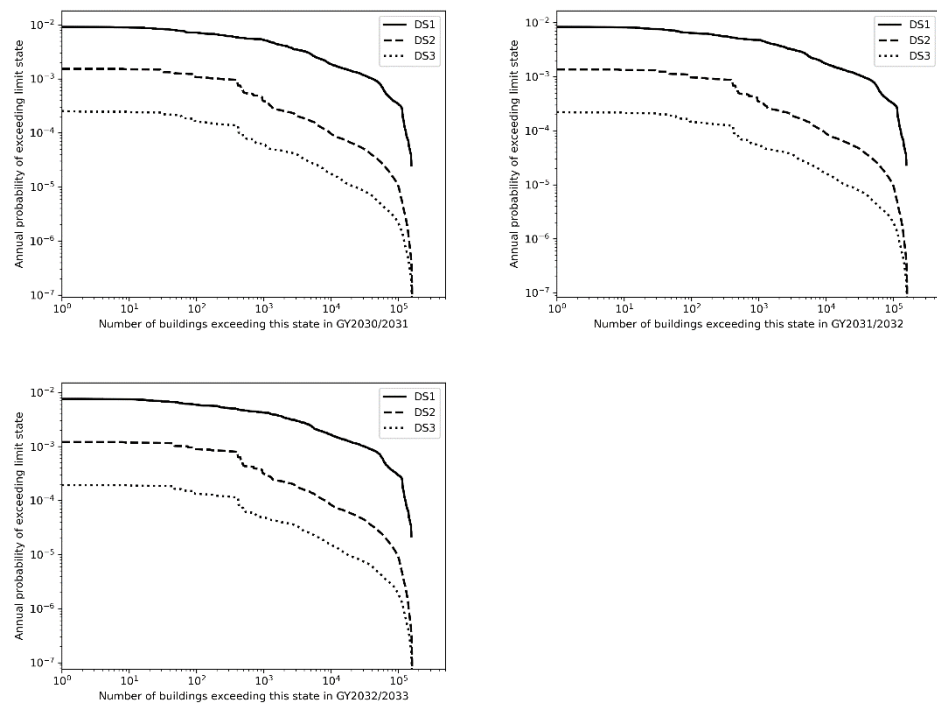 Annual probability of exceeding limit state
10⁻²
10⁻³
10⁻⁴
10⁻⁵
10⁻⁶
10⁻⁷
DS1
DS2
DS3
10⁰ 10¹ 10² 10³ 10⁴ 10⁵
Number of buildings exceeding this state in GY2030/2031
Annual probability of exceeding limit state
10⁻²
10⁻³
10⁻⁴
10⁻⁵
10⁻⁶
10⁻⁷
DS1
DS2
DS3
10⁰ 10¹ 10² 10³ 10⁴ 10⁵
Number of buildings exceeding this state in GY2031/2032
Annual probability of exceeding limit state
10⁻²
10⁻³
10⁻⁴
10⁻⁵
10⁻⁶
10⁻⁷
DS1
DS2
DS3
10⁰ 10¹ 10² 10³ 10⁴ 10⁵
Number of buildings exceeding this state in GY2032/2033